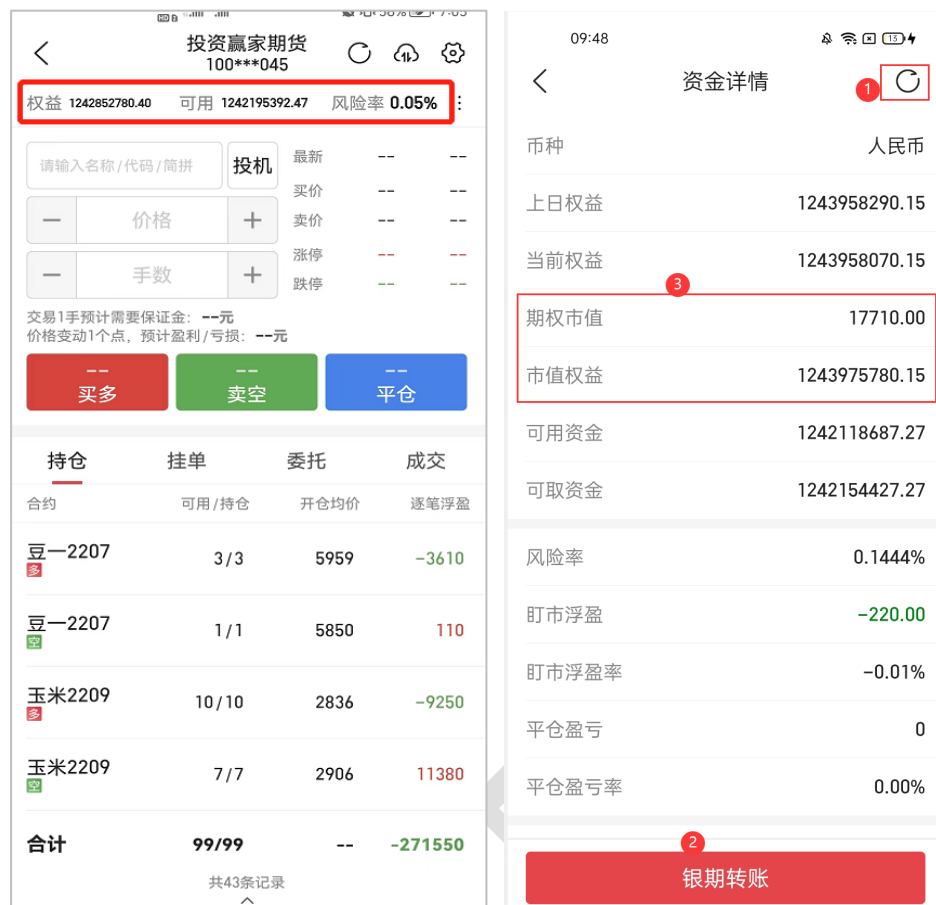 投资赢家期货
100***045
权益 1242852780.40 可用 1242195392.47 风险率 0.05%
请输入名称/代码/简拼 投机
最新 -- --
买价 -- --
价格
卖价 -- --
涨停 -- --
手数
跌停 -- --
交易1手预计需要保证金: --元
价格变动1个点，预计盈利/亏损: --元
-- -- --
买多 卖空 平仓
持仓 挂单 委托 成交
合约 可用/持仓 开仓均价 逐笔浮盈
豆一2207 3/3 5959 -3610
多
豆一2207 1/1 5850 110
空
玉米2209 10/10 2836 -9250
多
玉米2209 7/7 2906 11380
空
合计 99/99 -- -271550
共43条记录
09:48 13
资金详情 1
币种 人民币
上日权益 1243958290.15
当前权益 1243958070.15
3
期权市值 17710.00
市值权益 1243975780.15
可用资金 1242118687.27
可取资金 1242154427.27
风险率 0.1444%
盯市浮盈 -220.00
盯市浮盈率 -0.01%
平仓盈亏 0
平仓盈亏率 0.00%
2
银期转账